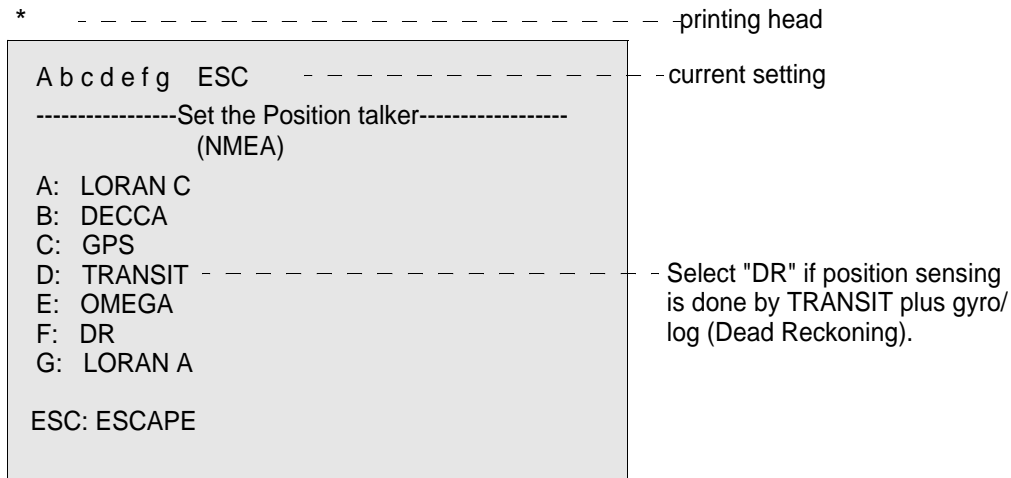 * printing head
A b c d e f g ESC current setting
-----------------Set the Position talker------------------
(NMEA)
A: LORAN C
B: DECCA
C: GPS
D: TRANSIT Select "DR" if position sensing
E: OMEGA is done by TRANSIT plus gyro/
F: DR log (Dead Reckoning).
G: LORAN A
ESC: ESCAPE